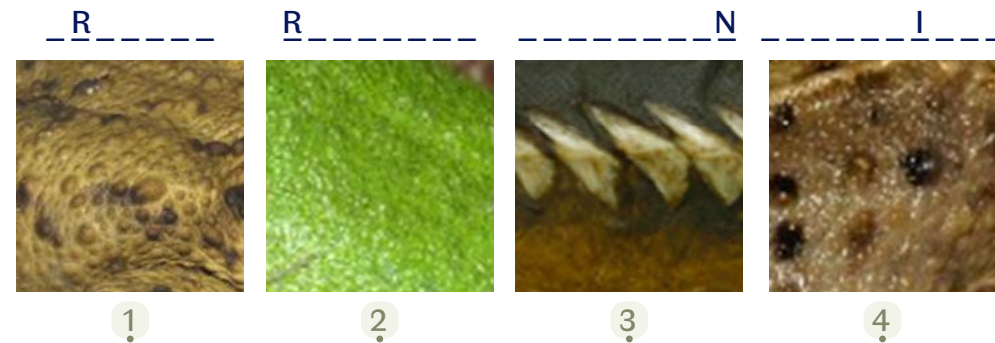 _ R _ _ _ _ _ R _ _ _ _ _ _ _ _ _ _ _ _ _ _ _ N _ _ _ _ _ _ I _ _ _
1 2 3 4